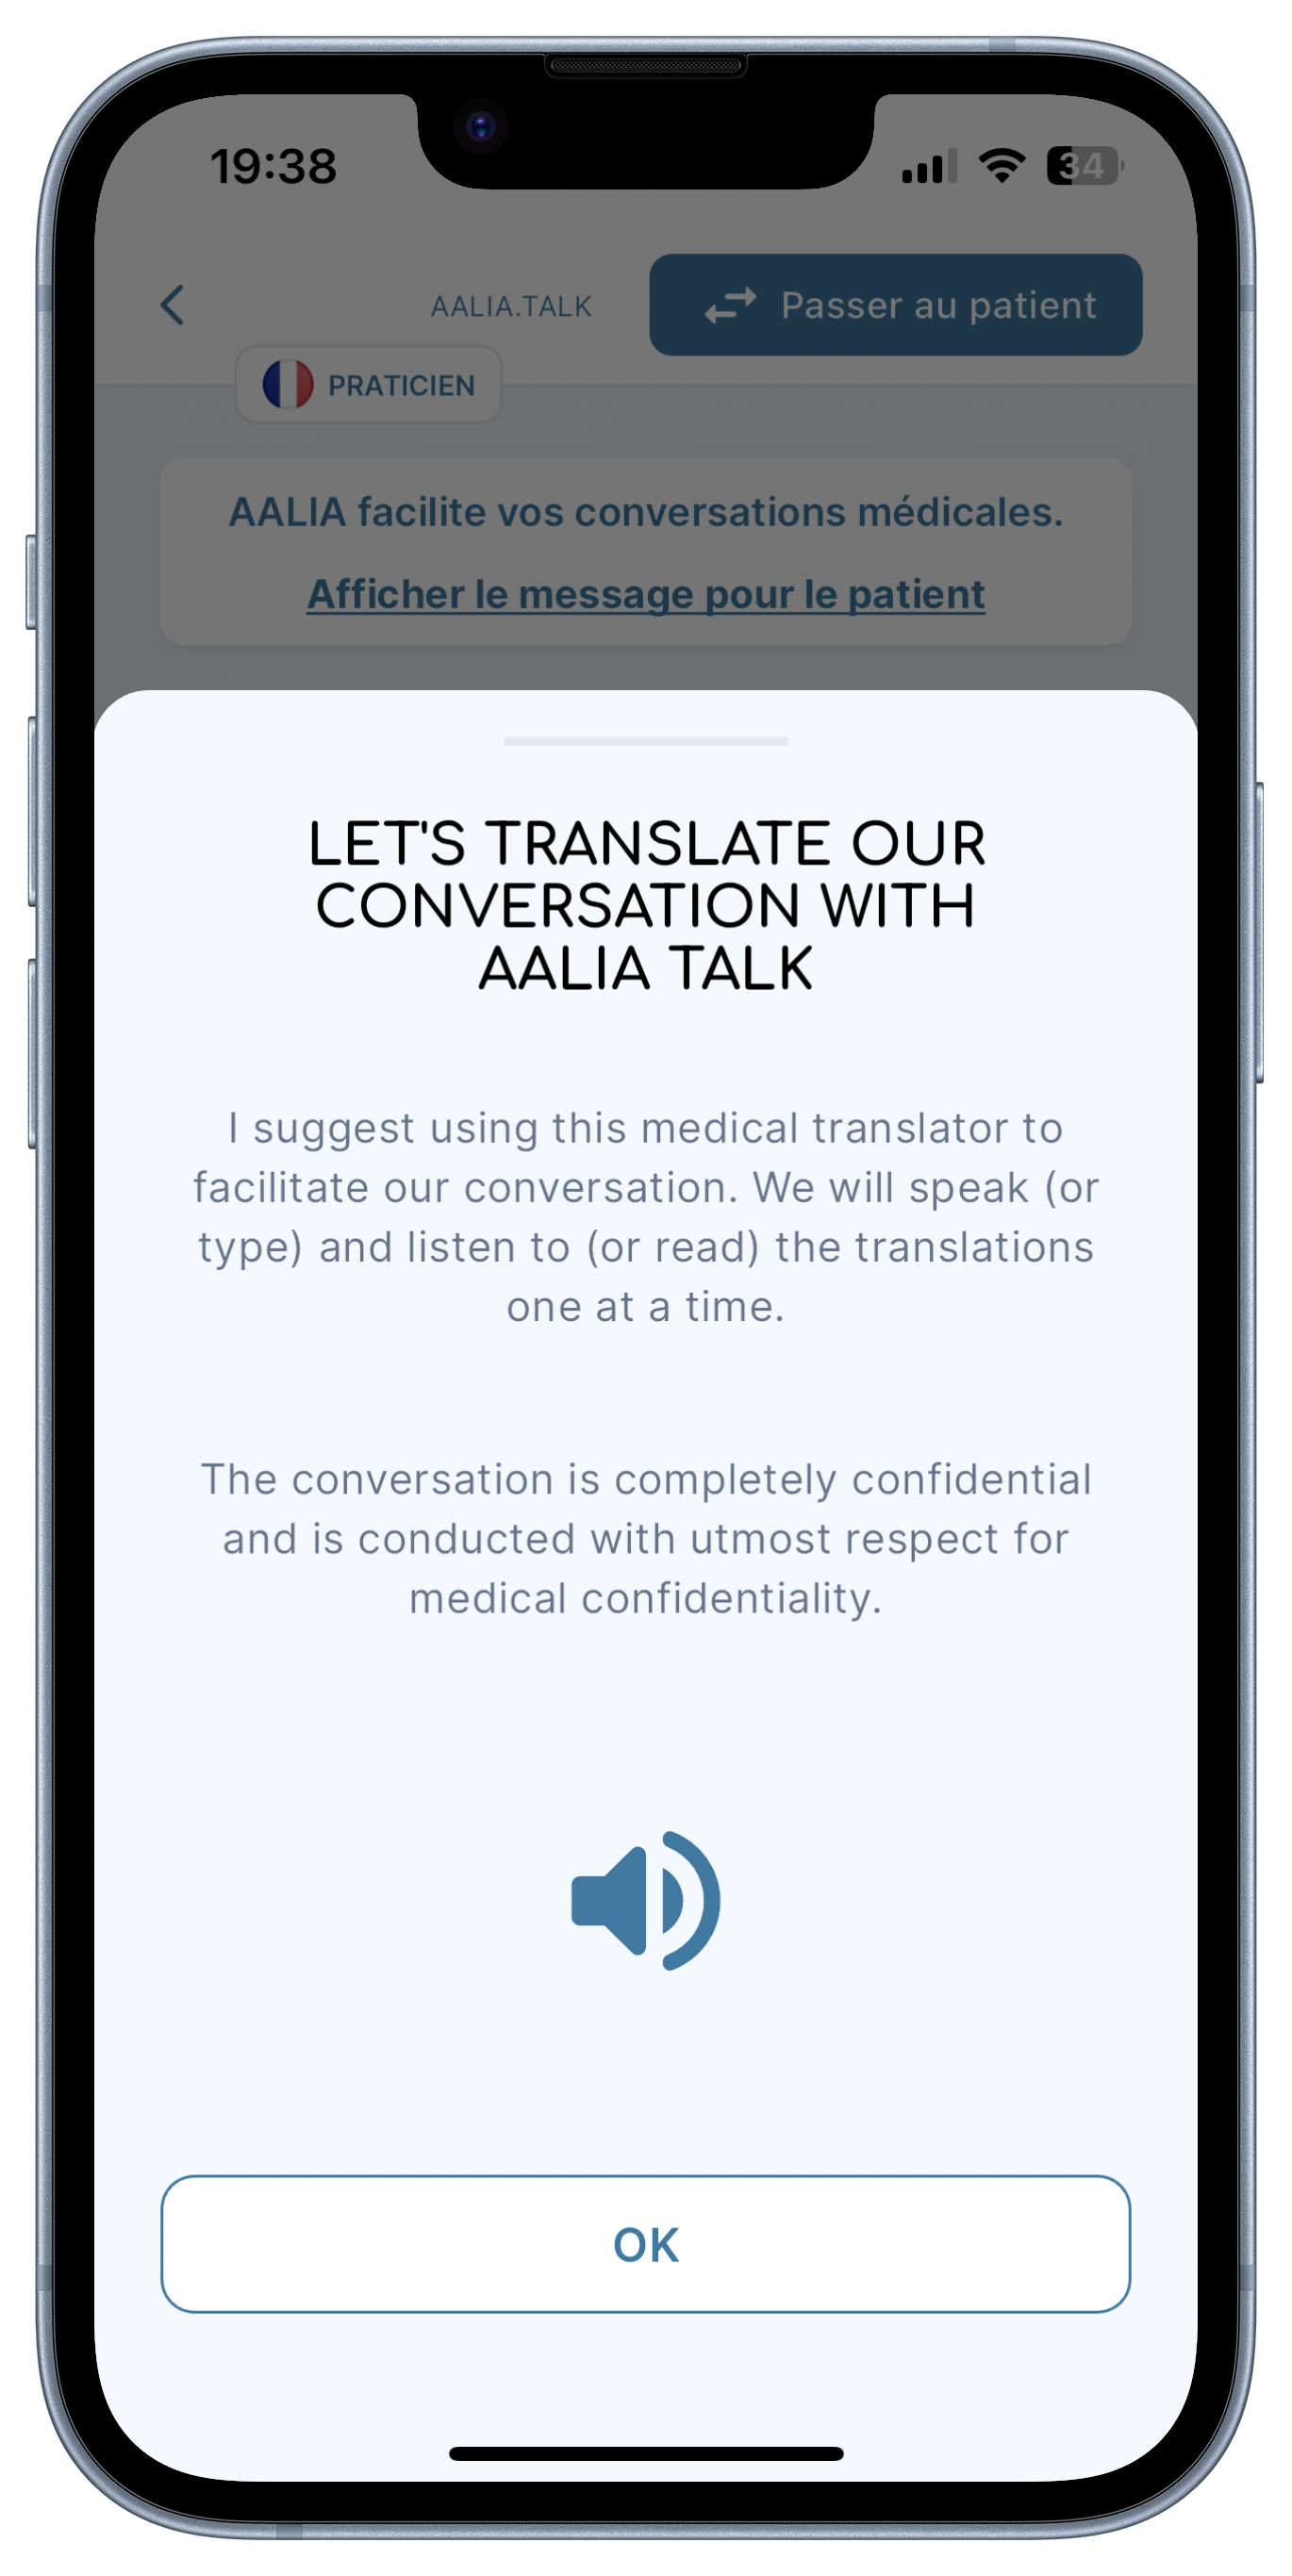 19:38
34
AALIA.TALK
Passer au patient
PRATICIEN
AALIA facilite vos conversations médicales.
Afficher le message pour le patient
LET'S TRANSLATE OUR
CONVERSATION WITH
AALIA TALK
I suggest using this medical translator to
facilitate our conversation. We will speak (or
type) and listen to (or read) the translations
one at a time.
The conversation is completely confidential
and is conducted with utmost respect for
medical confidentiality.
OK